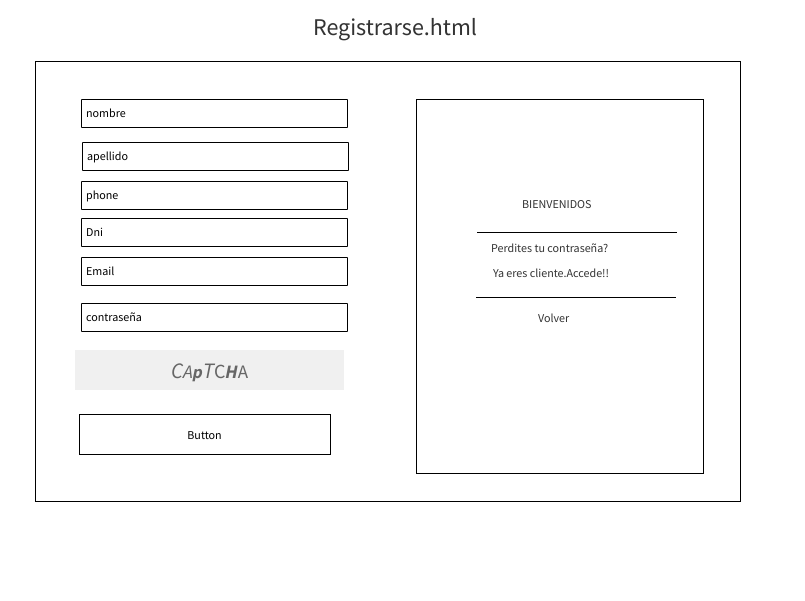 Registrarse.html
nombre
apellido
phone
Dni
Email
contraseña
CApTCHA
Button
BIENVENIDOS
Perdites tu contraseña?
Ya eres cliente.Accede!!
Volver